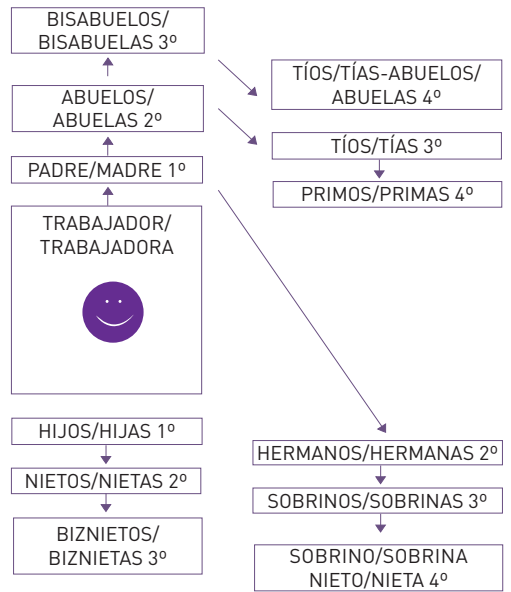 BISABUELOS/
BISABUELAS 3º
ABUELOS/
ABUELAS 2º
PADRE/MADRE 1º
TRABAJADOR/
TRABAJADORA
HIJOS/HIJAS 1º
NIETOS/NIETAS 2º
BIZNIETOS/
BIZNIETAS 3º
TÍOS/TÍAS-ABUELOS/
ABUELAS 4º
TÍOS/TÍAS 3º
PRIMOS/PRIMAS 4º
HERMANOS/HERMANAS 2º
SOBRINOS/SOBRINAS 3º
SOBRINO/SOBRINA
NIETO/NIETA 4º